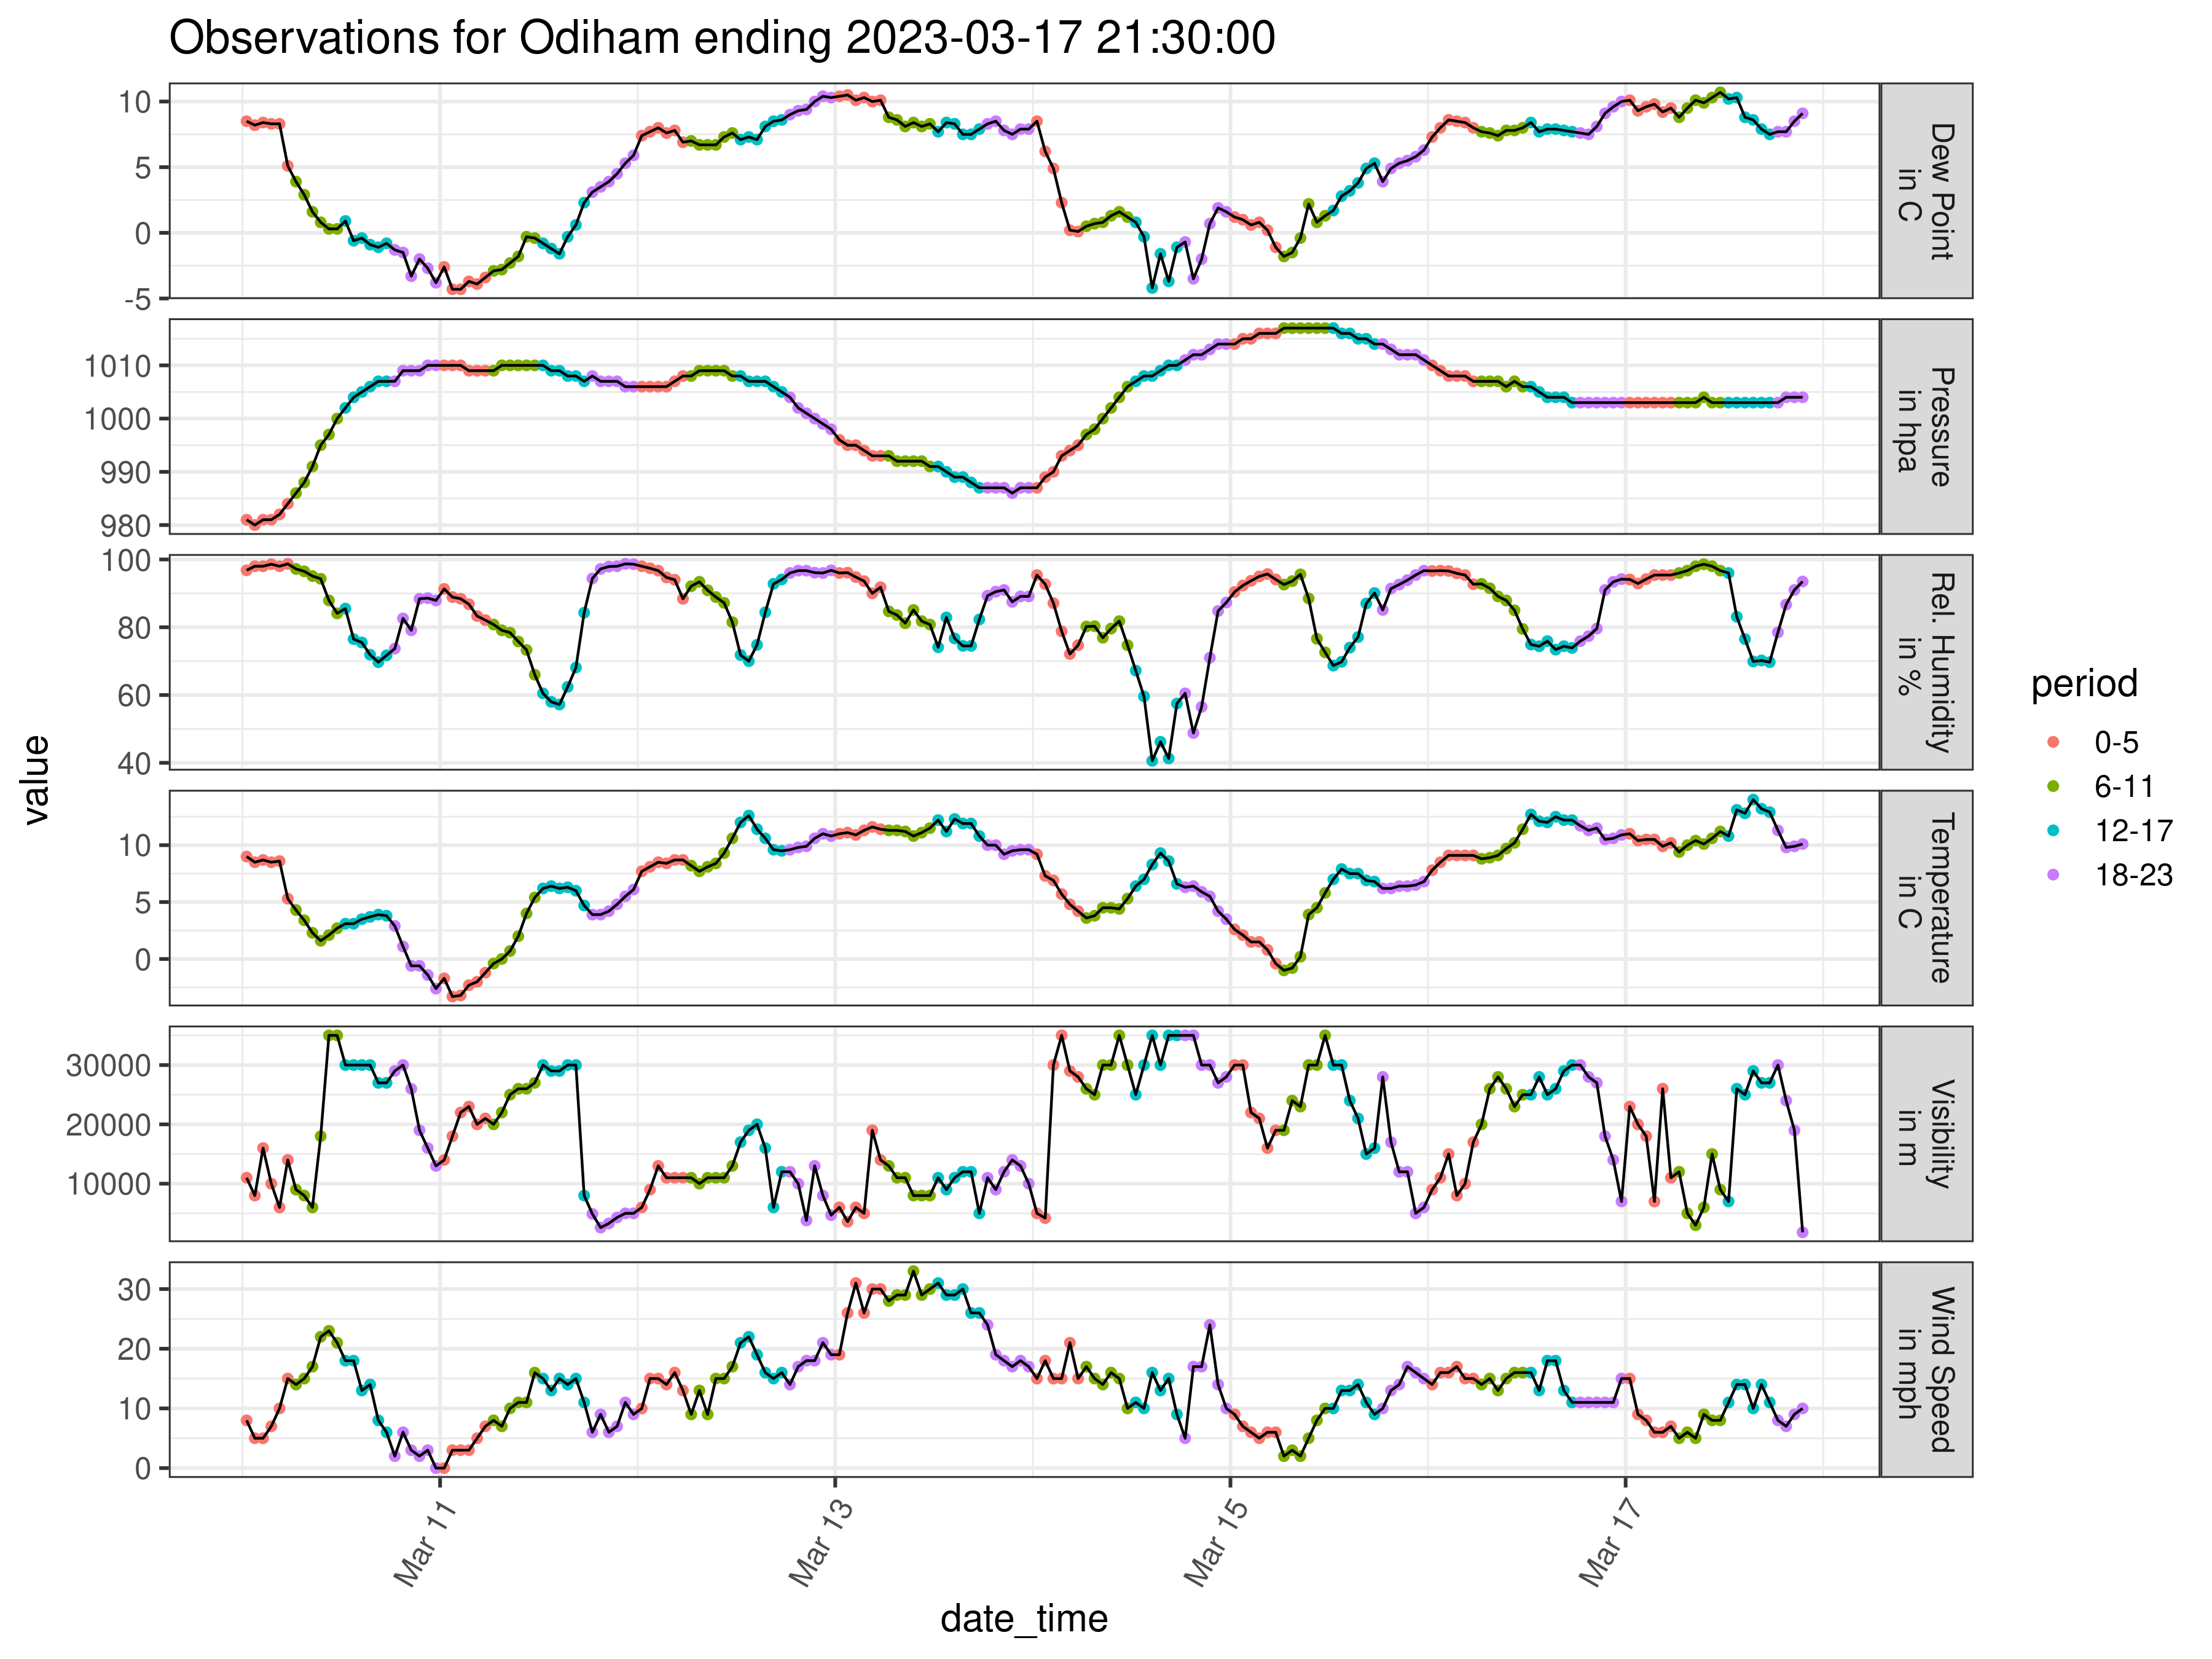 Observations for Odiham ending 2023-03-17 21:30:00
10
5
0
-5
Dew Point
in C
1010
1000
990
980
Pressure
in hpa
100
80
60
40
Rel. Humidity
in %
10
5
0
Temperature
in C
30000
20000
10000
Visibility
in m
30
20
10
0
Wind Speed
in mph
value
Mar 11
Mar 13
Mar 15
Mar 17
date_time
period
0-5
6-11
12-17
18-23